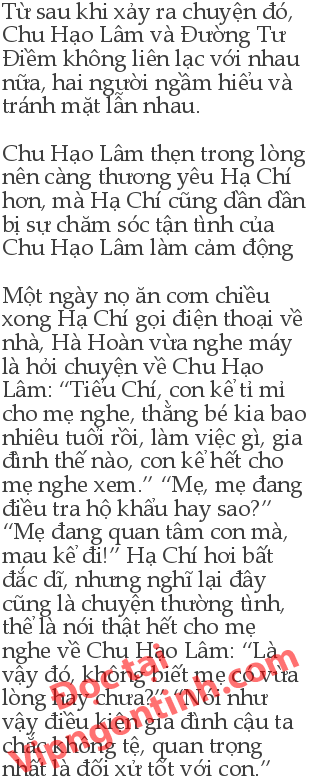 Từ sau khi xảy ra chuyện đó,
Chu Hạo Lâm và Đường Tư
Điềm không liên lạc với nhau
nữa, hai người ngầm hiểu và
tránh mặt lẫn nhau.

Chu Hạo Lâm thẹn trong lòng
nên càng thương yêu Hạ Chí
hơn, mà Hạ Chí cũng dần dần
bị sự chăm sóc tận tình của
Chu Hạo Lâm làm cảm động

Một ngày nọ ăn cơm chiều
xong Hạ Chí gọi điện thoại về
nhà, Hà Hoàn vừa nghe máy
là hỏi chuyện về Chu Hạo
Lâm: “Tiểu Chí, con kể tỉ mỉ
cho mẹ nghe, thằng bé kia bao
nhiêu tuổi rồi, làm việc gì, gia
đình thế nào, con kể hết cho
mẹ nghe xem.” “Mẹ, mẹ đang
điều tra hộ khẩu hay sao?”
“Mẹ đang quan tâm con mà,
mau kể đi!” Hạ Chí hơi bất
đắc dĩ, nhưng nghĩ lại đây
cũng là chuyện thường tình,
thể là nói thật hết cho mẹ
nghe về Chu Hạo Lâm: “Là
vậy đó, không biết mẹ có vừa
lòng hay chưa?” “Nói như
vậy điều kiện gia đình cậu ta
chắc không tệ, quan trọng
nhất là đối xử tốt với con.”
Đọc tại
Vipngontinh.com